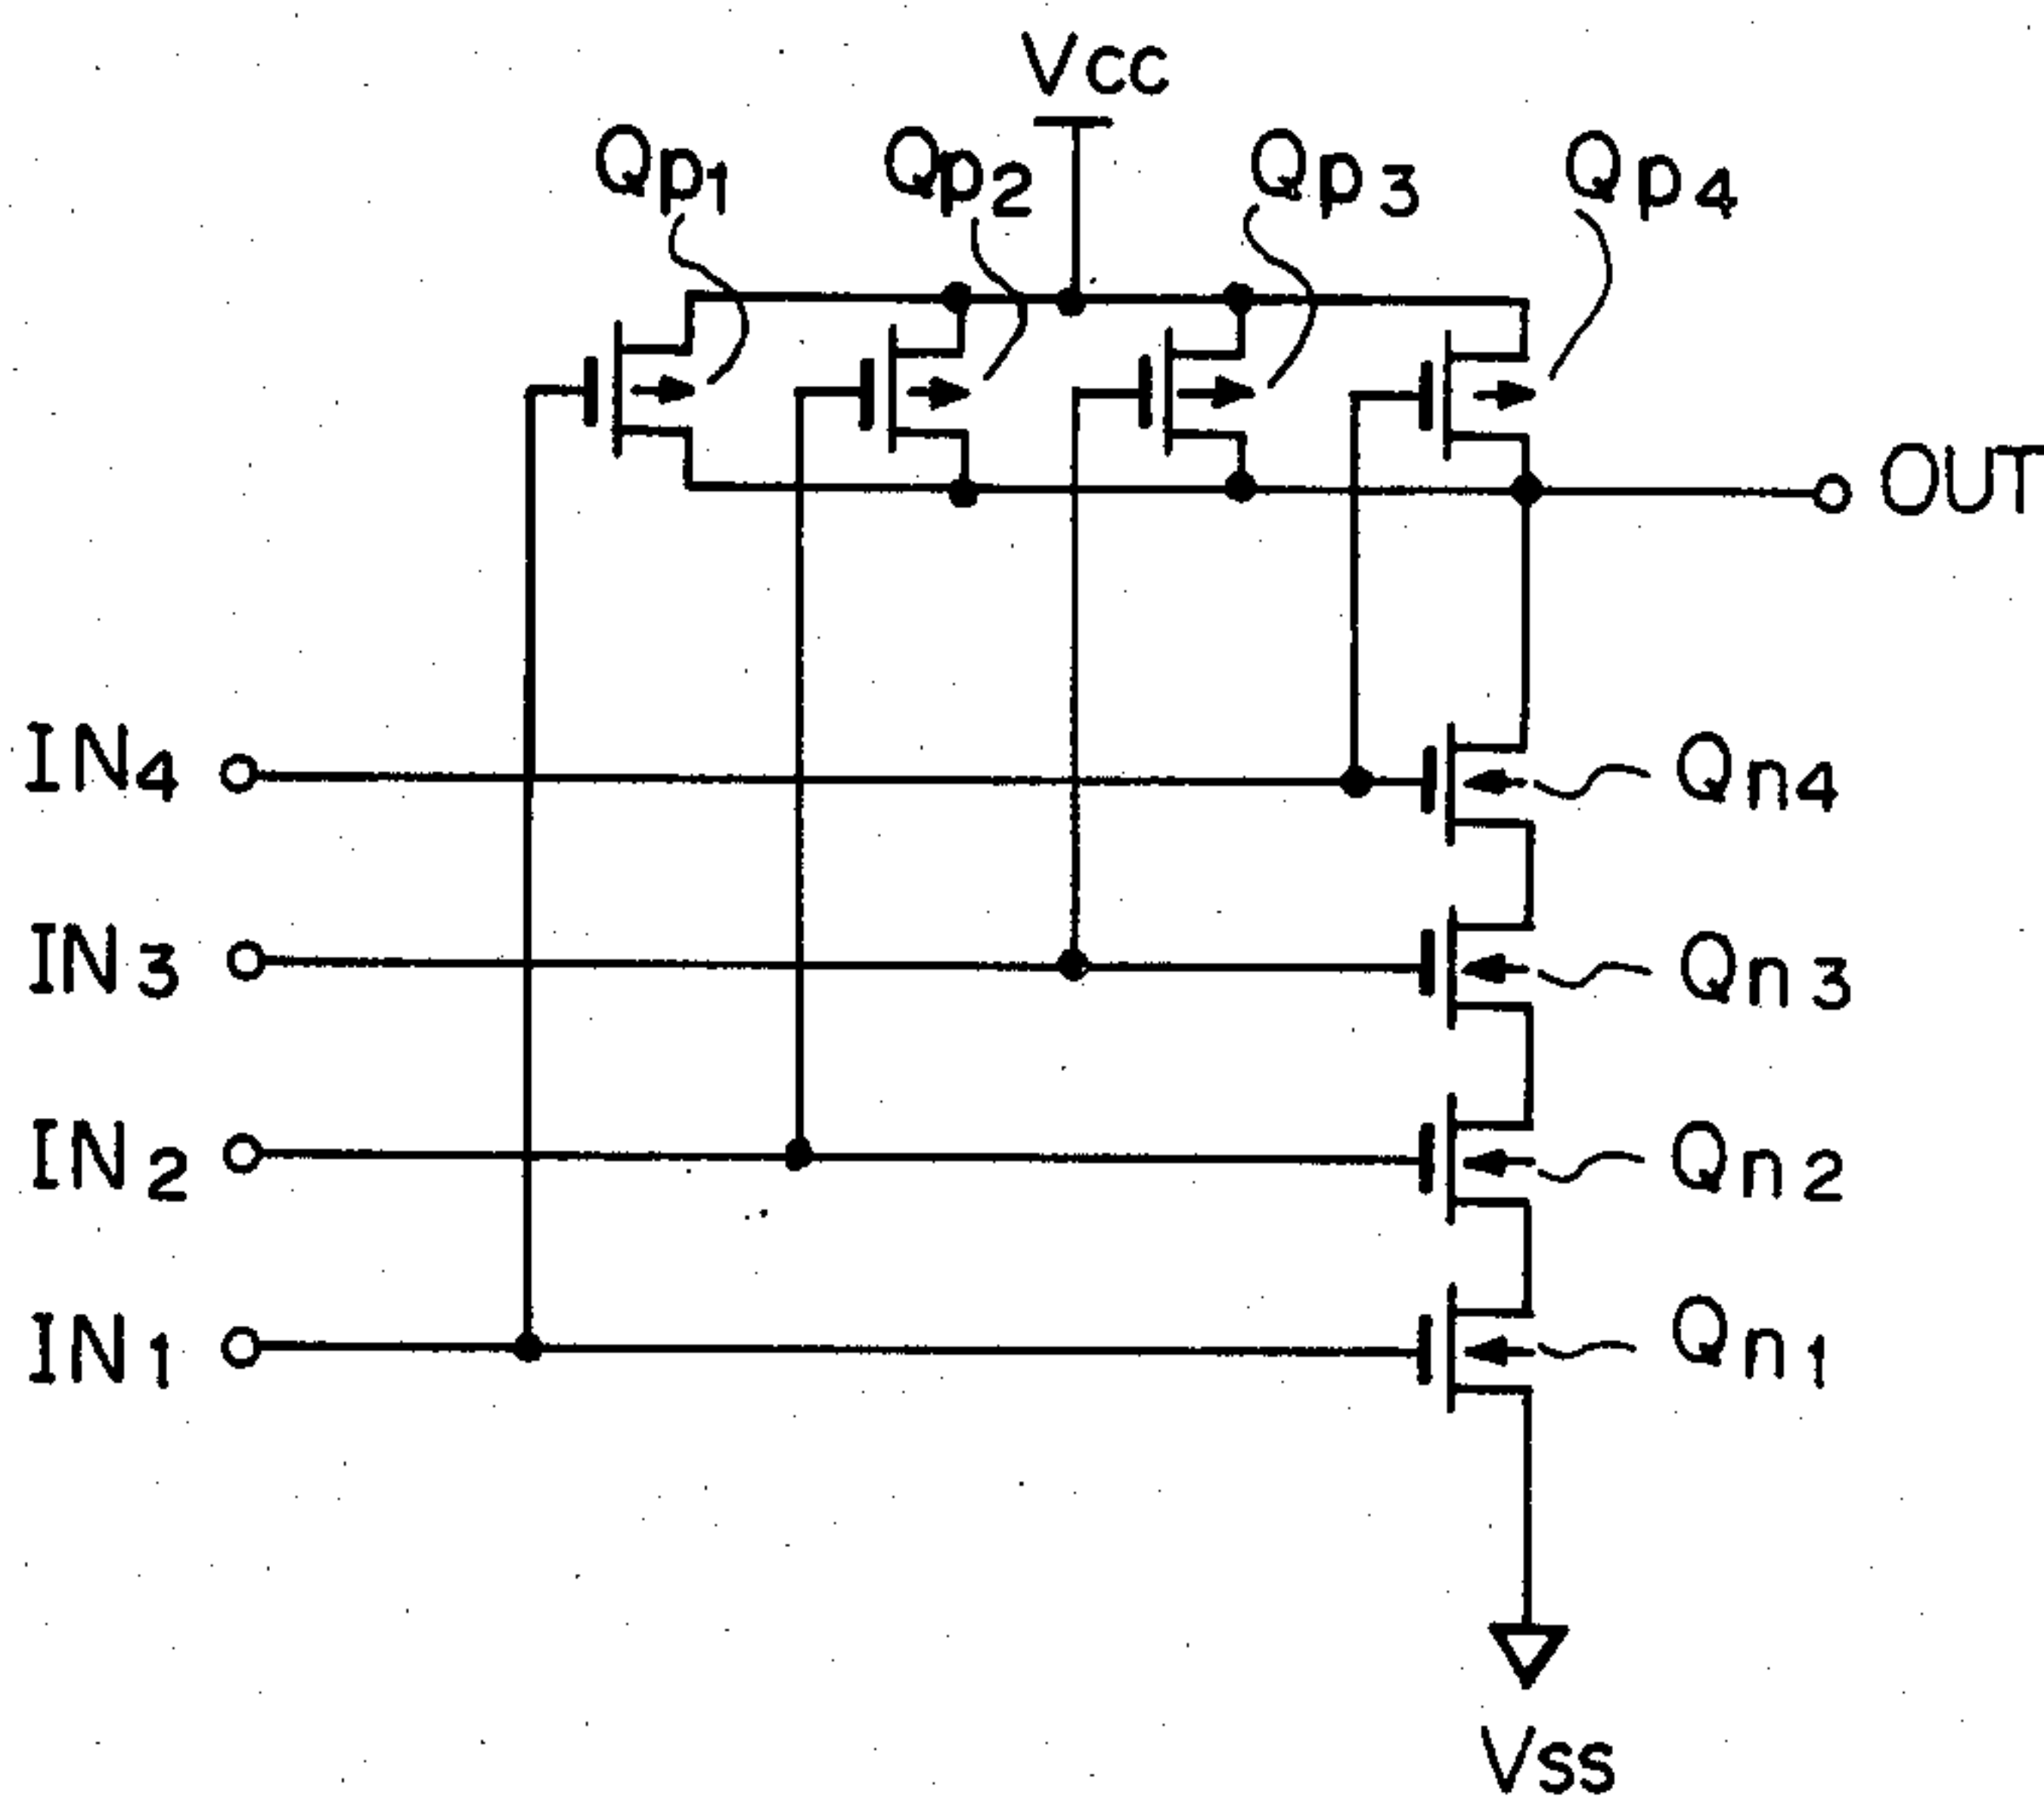 Vcc
Qp1 Qp2 Qp3 Qp4
OUT
IN4 Qn4
IN3 Qn3
IN2 Qn2
IN1 Qn1
Vss